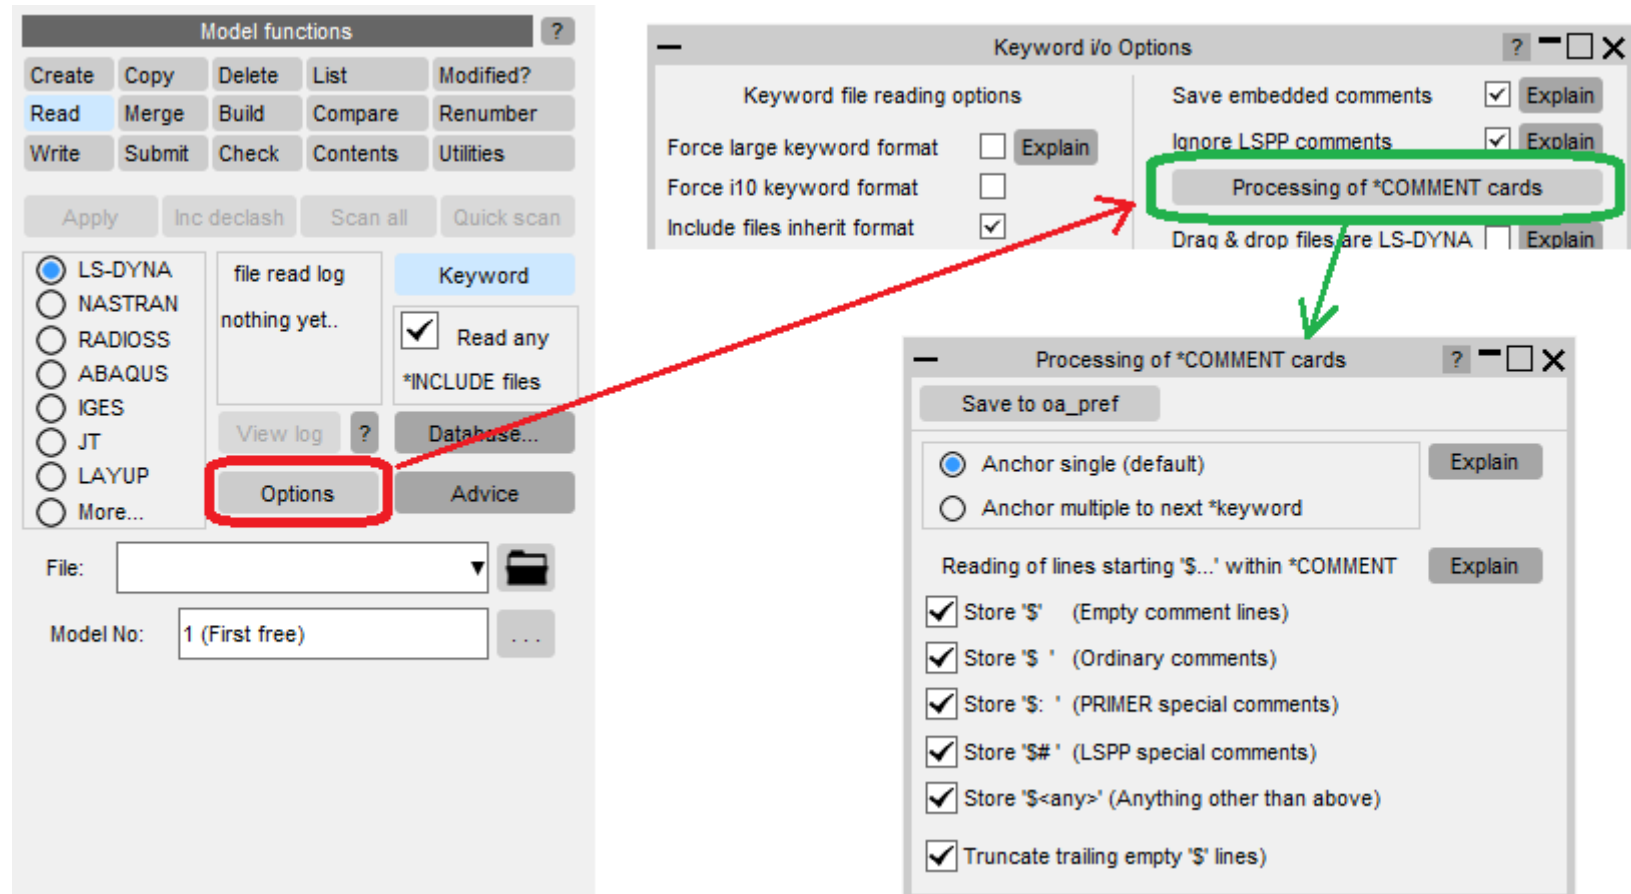 Model functions ?
Create Copy Delete List Modified?
Read Merge Build Compare Renumber
Write Submit Check Contents Utilities
Apply Inc declash Scan all Quick scan
LS-DYNA
NASTRAN
RADIOSS
ABAQUS
IGES
JT
LAYUP
More...
file read log
nothing yet..
Keyword
Read any
*INCLUDE files
View log ? Database...
Options Advice
File:
Model No: 1 (First free) ...
Keyword i/o Options ?
Keyword file reading options
Force large keyword format Explain
Force i10 keyword format
Include files inherit format
Save embedded comments Explain
Ignore LSPP comments Explain
Processing of *COMMENT cards
Drag & drop files are LS-DYNA Explain
Processing of *COMMENT cards ?
Save to oa_pref
Anchor single (default) Explain
Anchor multiple to next *keyword
Reading of lines starting '$...' within *COMMENT Explain
Store '$' (Empty comment lines)
Store '$ ' (Ordinary comments)
Store '$: ' (PRIMER special comments)
Store '$# ' (LSPP special comments)
Store '$<any>' (Anything other than above)
Truncate trailing empty '$' lines)